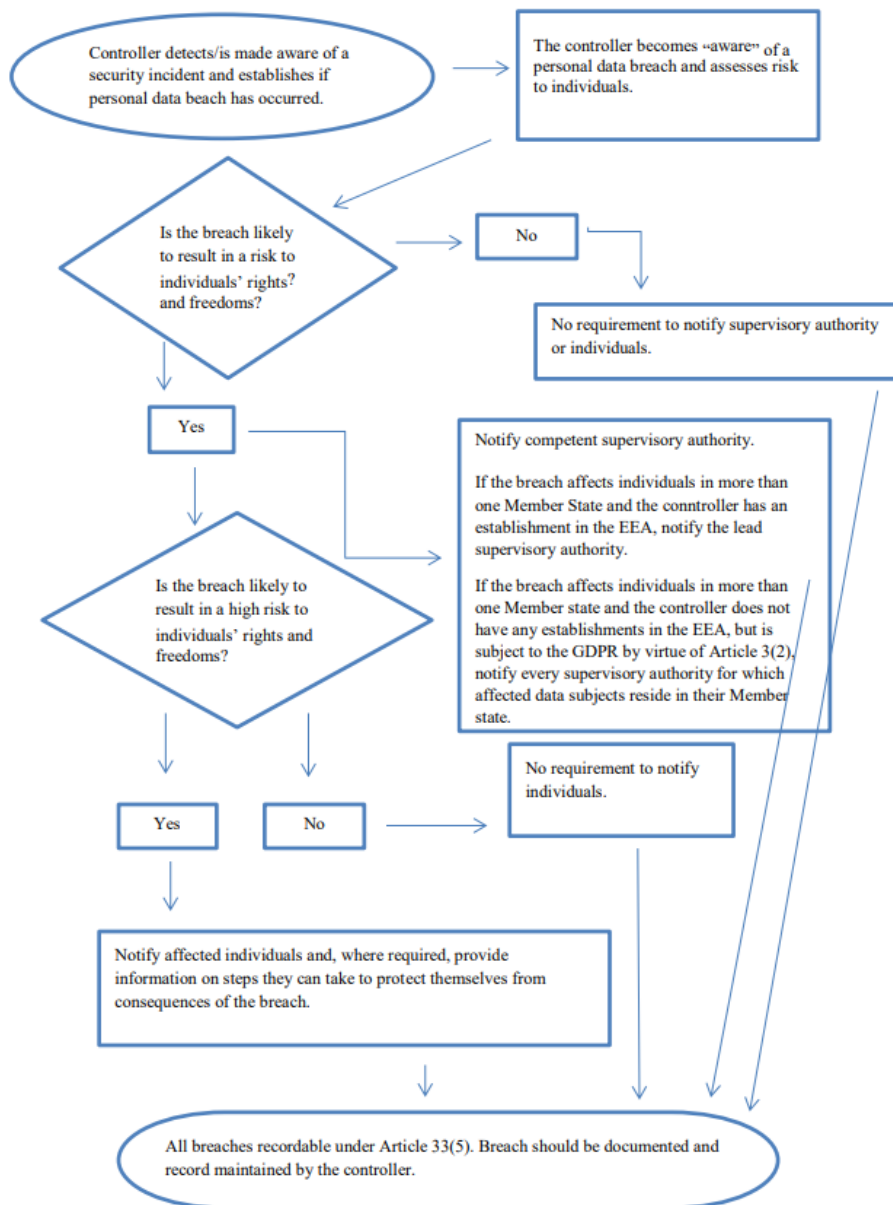 Controller detects/is made aware of a
security incident and establishes if
personal data beach has occurred.
The controller becomes “aware” of a
personal data breach and assesses risk
to individuals.
Is the breach likely
to result in a risk to
individuals’ rights?
and freedoms?
No
No requirement to notify supervisory authority
or individuals.
Yes
Notify competent supervisory authority.
If the breach affects individuals in more than
one Member State and the conntroller has an
establishment in the EEA, notify the lead
supervisory authority.
If the breach affects individuals in more than
one Member state and the controller does not
have any establishments in the EEA, but is
subject to the GDPR by virtue of Article 3(2),
notify every supervisory authority for which
affected data subjects reside in their Member
state.
Is the breach likely to
result in a high risk to
individuals’ rights and
freedoms?
Yes
No
No requirement to notify
individuals.
Notify affected individuals and, where required, provide
information on steps they can take to protect themselves from
consequences of the breach.
All breaches recordable under Article 33(5). Breach should be documented and
record maintained by the controller.